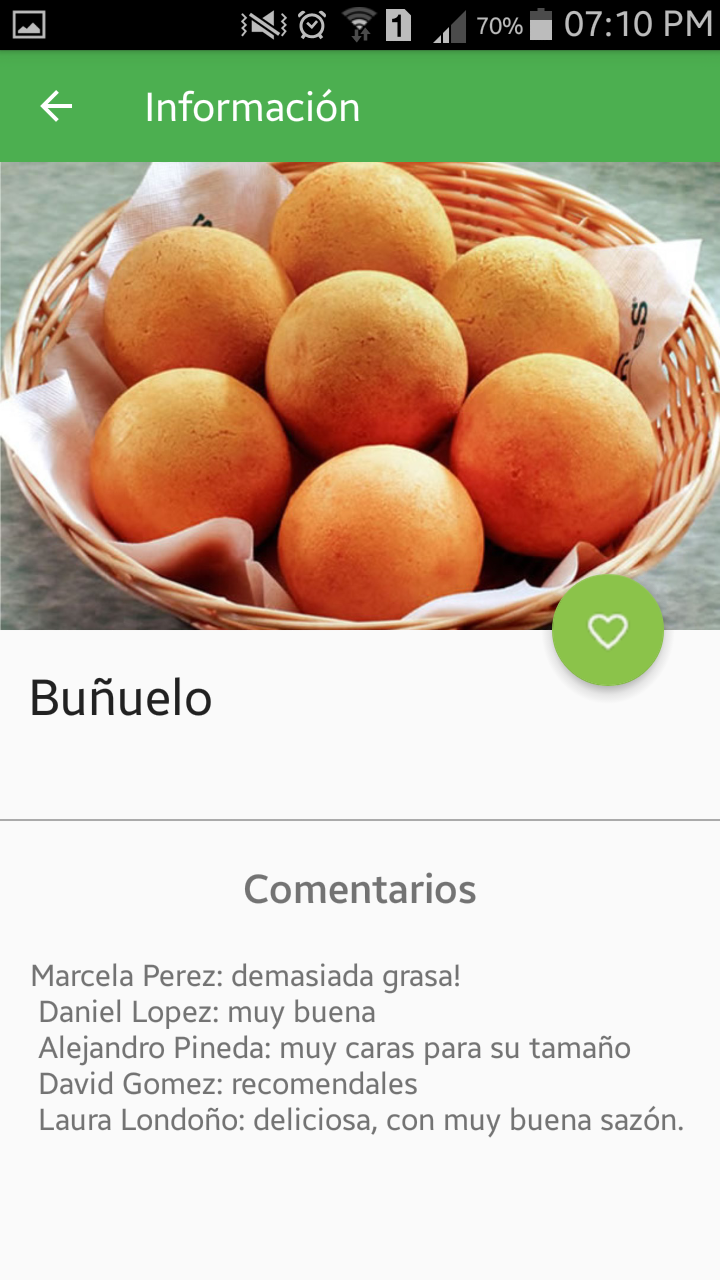 1 70% 07:10 PM
Información
Buñuelo
Comentarios
Marcela Perez: demasiada grasa!
Daniel Lopez: muy buena
Alejandro Pineda: muy caras para su tamaño
David Gomez: recomendales
Laura Londoño: deliciosa, con muy buena sazón.